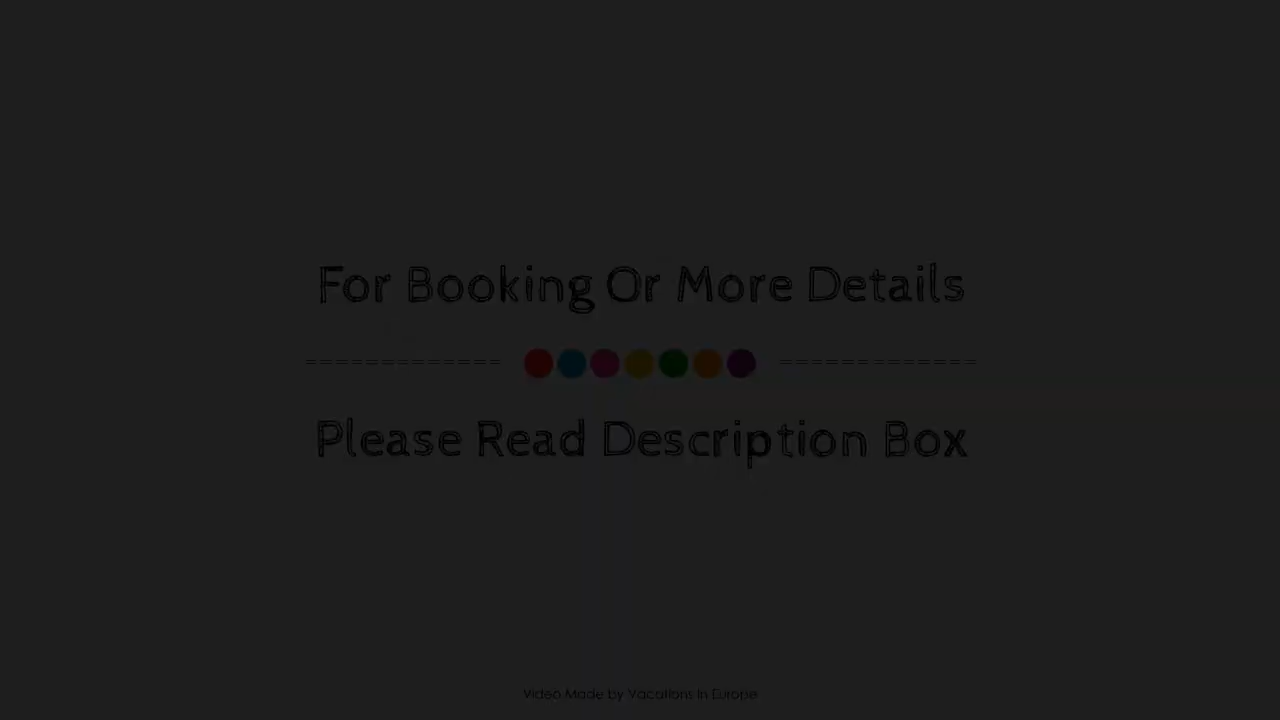 For Booking Or More Details
Please Read Description Box
Video Made by Vacations In Europe